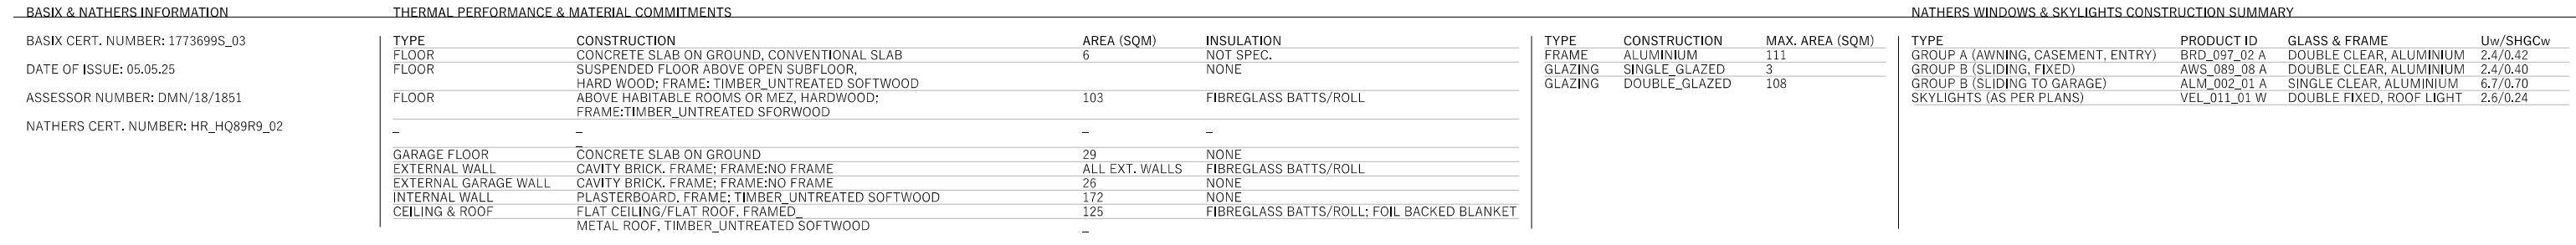 BASIX & NATHERS INFORMATION
BASIX CERT. NUMBER: 1773699S_03
DATE OF ISSUE: 05.05.25
ASSESSOR NUMBER: DMN/18/1851
NATHERS CERT. NUMBER: HR_HQ89R9_02
THERMAL PERFORMANCE & MATERIAL COMMITMENTS
TYPE CONSTRUCTION AREA (SQM) INSULATION
FLOOR CONCRETE SLAB ON GROUND, CONVENTIONAL SLAB 6 NOT SPEC.
FLOOR SUSPENDED FLOOR ABOVE OPEN SUBFLOOR, NONE
HARD WOOD; FRAME: TIMBER_UNTREATED SOFTWOOD
FLOOR ABOVE HABITABLE ROOMS OR MEZ, HARDWOOD; 103 FIBREGLASS BATTS/ROLL
FRAME:TIMBER_UNTREATED SFORWOOD
_ _ _ _
_
GARAGE FLOOR CONCRETE SLAB ON GROUND 29 NONE
EXTERNAL WALL CAVITY BRICK. FRAME; FRAME:NO FRAME ALL EXT. WALLS FIBREGLASS BATTS/ROLL
EXTERNAL GARAGE WALL CAVITY BRICK. FRAME; FRAME:NO FRAME 26 NONE
INTERNAL WALL PLASTERBOARD. FRAME: TIMBER_UNTREATED SOFTWOOD 172 NONE
CEILING & ROOF FLAT CEILING/FLAT ROOF, FRAMED_ 125 FIBREGLASS BATTS/ROLL; FOIL BACKED BLANKET
METAL ROOF, TIMBER_UNTREATED SOFTWOOD _
TYPE CONSTRUCTION MAX. AREA (SQM)
FRAME ALUMINIUM 111
GLAZING SINGLE_GLAZED 3
GLAZING DOUBLE_GLAZED 108
NATHERS WINDOWS & SKYLIGHTS CONSTRUCTION SUMMARY
TYPE PRODUCT ID GLASS & FRAME Uw/SHGCw
GROUP A (AWNING, CASEMENT, ENTRY) BRD_097_02 A DOUBLE CLEAR, ALUMINIUM 2.4/0.42
GROUP B (SLIDING, FIXED) AWS_089_08 A DOUBLE CLEAR, ALUMINIUM 2.4/0.40
GROUP B (SLIDING TO GARAGE) ALM_002_01 A SINGLE CLEAR, ALUMINIUM 6.7/0.70
SKYLIGHTS (AS PER PLANS) VEL_011_01 W DOUBLE FIXED, ROOF LIGHT 2.6/0.24